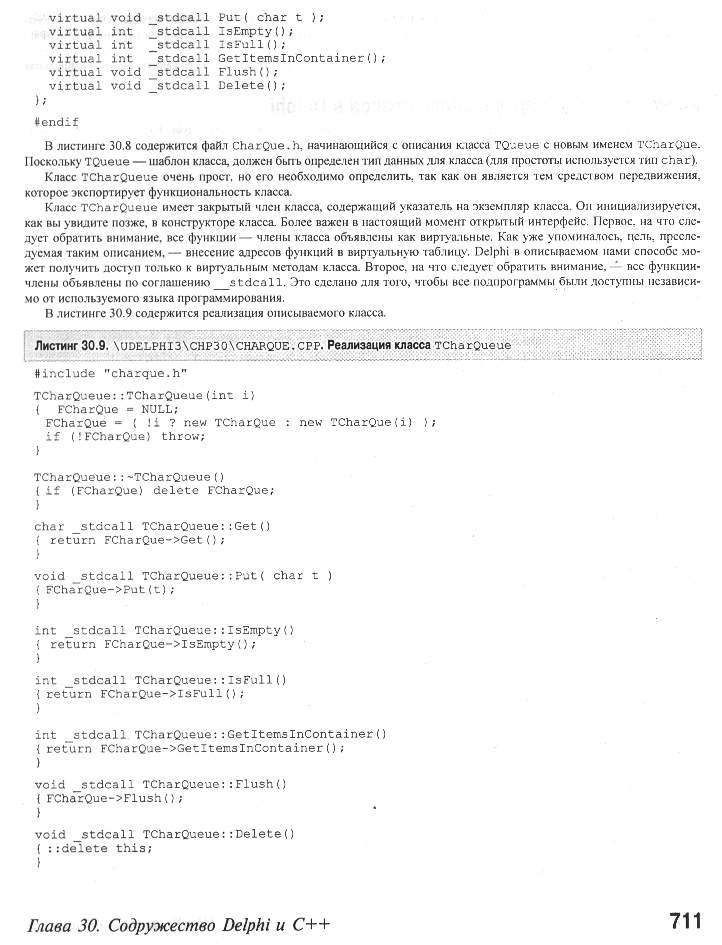 virtual void _stdcall Put( char t );
virtual int _stdcall IsEmpty();
virtual int _stdcall IsFull();
virtual int _stdcall GetItemsInContainer();
virtual void _stdcall Flush();
virtual void _stdcall Delete();
};
#endif
В листинге 30.8 содержится файл CharQue.h, начинающийся с описания класса TQueue с новым именем TCharQue.
Поскольку TQueue — шаблон класса, должен быть определен тип данных для класса (для простоты используется тип char).
Класс TCharQueue очень прост, но его необходимо определить, так как он является тем средством передвижения,
которое экспортирует функциональность класса.
Класс TCharQueue имеет закрытый член класса, содержащий указатель на экземпляр класса. Он инициализируется,
как вы увидите позже, в конструкторе класса. Более важен в настоящий момент открытый интерфейс. Первое, на что сле-
дует обратить внимание, все функции — члены класса объявлены как виртуальные. Как уже упоминалось, цель, пресле-
дуемая таким описанием, — внесение адресов функций в виртуальную таблицу. Delphi в описываемом нами способе мо-
жет получить доступ только к виртуальным методам класса. Второе, на что следует обратить внимание, — все функции-
члены объявлены по соглашению __stdcall. Это сделано для того, чтобы все подпрограммы были доступны независи-
мо от используемого языка программирования.
В листинге 30.9 содержится реализация описываемого класса.
Листинг 30.9. \UDELPHI3\CHP30\CHARQUE.CPP. Реализация класса TCharQueue
#include "charque.h"
TCharQueue::TCharQueue(int i)
{ FCharQue = NULL;
FCharQue = ( !i ? new TCharQue : new TCharQue(i) );
if (!FCharQue) throw;
}
TCharQueue::~TCharQueue()
{ if (FCharQue) delete FCharQue;
}
char _stdcall TCharQueue::Get()
{ return FCharQue->Get();
}
void _stdcall TCharQueue::Put( char t )
{ FCharQue->Put(t);
}
int _stdcall TCharQueue::IsEmpty()
{ return FCharQue->IsEmpty();
}
int _stdcall TCharQueue::IsFull()
{ return FCharQue->IsFull();
}
int _stdcall TCharQueue::GetItemsInContainer()
{ return FCharQue->GetItemsInContainer();
}
void _stdcall TCharQueue::Flush()
{ FCharQue->Flush();
}
void _stdcall TCharQueue::Delete()
{ ::delete this;
}
Глава 30. Содружество Delphi и C++ 711